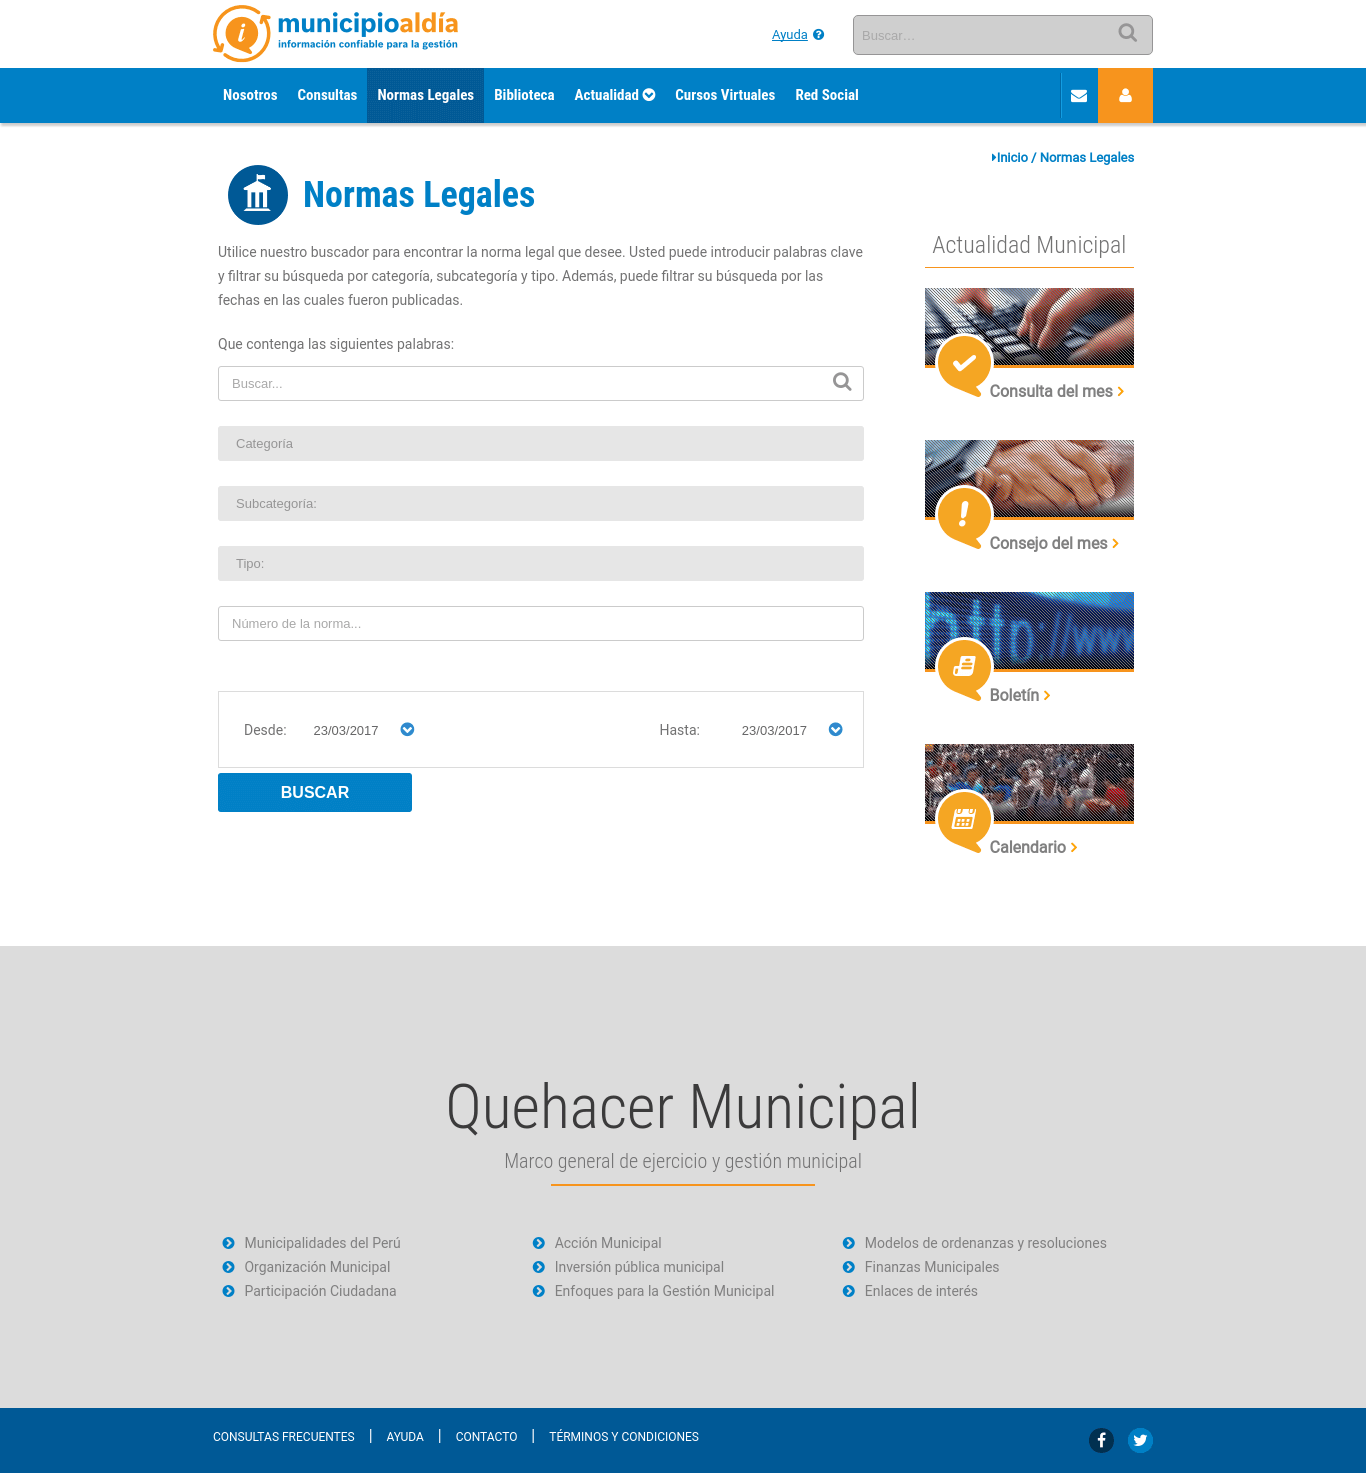 municipioaldía
información confiable para la gestión
Ayuda
Buscar...
Nosotros
Consultas
Normas Legales
Biblioteca
Actualidad
Cursos Virtuales
Red Social
Inicio / Normas Legales
Normas Legales
Utilice nuestro buscador para encontrar la norma legal que desee. Usted puede introducir palabras clave
y filtrar su búsqueda por categoría, subcategoría y tipo. Además, puede filtrar su búsqueda por las
fechas en las cuales fueron publicadas.
Que contenga las siguientes palabras:
Buscar...
Categoría
Subcategoría:
Tipo:
Número de la norma...
Desde:
23/03/2017
Hasta:
23/03/2017
BUSCAR
Actualidad Municipal
Consulta del mes
Consejo del mes
http://www
Boletín
Calendario
Quehacer Municipal
Marco general de ejercicio y gestión municipal
Municipalidades del Perú
Organización Municipal
Participación Ciudadana
Acción Municipal
Inversión pública municipal
Enfoques para la Gestión Municipal
Modelos de ordenanzas y resoluciones
Finanzas Municipales
Enlaces de interés
CONSULTAS FRECUENTES | AYUDA | CONTACTO | TÉRMINOS Y CONDICIONES